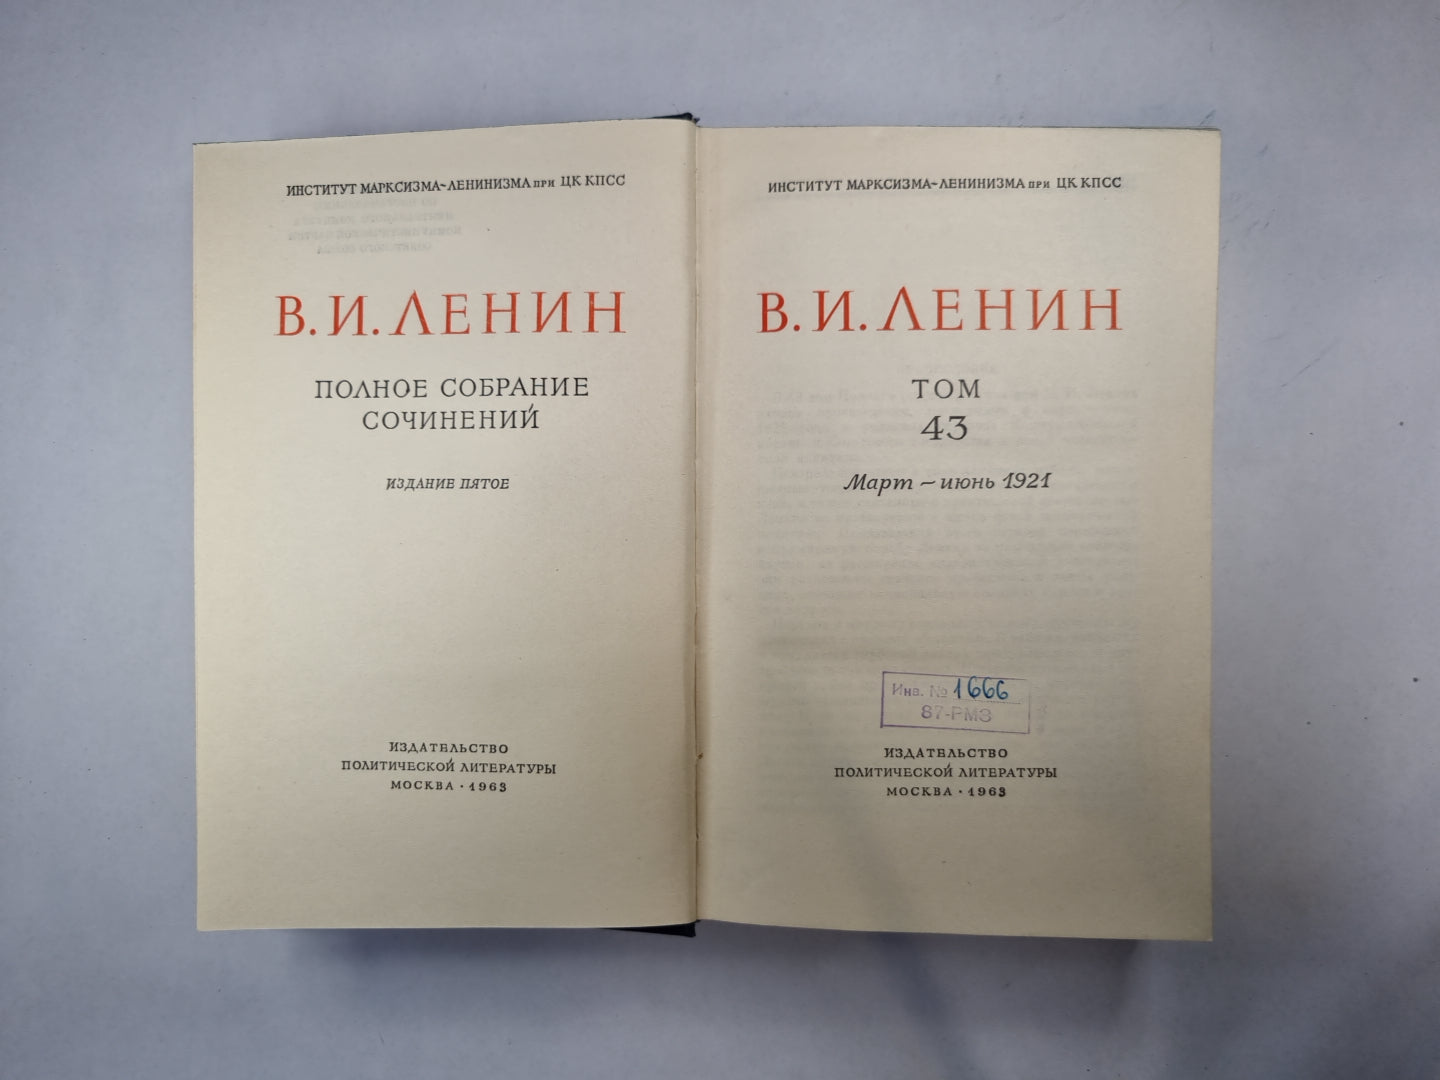 ИНСТИТУТ МАРКСИЗМА-ЛЕНИНИЗМА при ЦК КПСС
В. И. ЛЕНИН
ПОЛНОЕ СОБРАНИЕ
СОЧИНЕНИЙ
ИЗДАНИЕ ПЯТОЕ
ИЗДАТЕЛЬСТВО
ПОЛИТИЧЕСКОЙ ЛИТЕРАТУРЫ
МОСКВА · 1963
ИНСТИТУТ МАРКСИЗМА-ЛЕНИНИЗМА при ЦК КПСС
В. И. ЛЕНИН
ТОМ
43
Март – июнь 1921
Инв. № 1666
87-РМЗ
ИЗДАТЕЛЬСТВО
ПОЛИТИЧЕСКОЙ ЛИТЕРАТУРЫ
МОСКВА · 1963